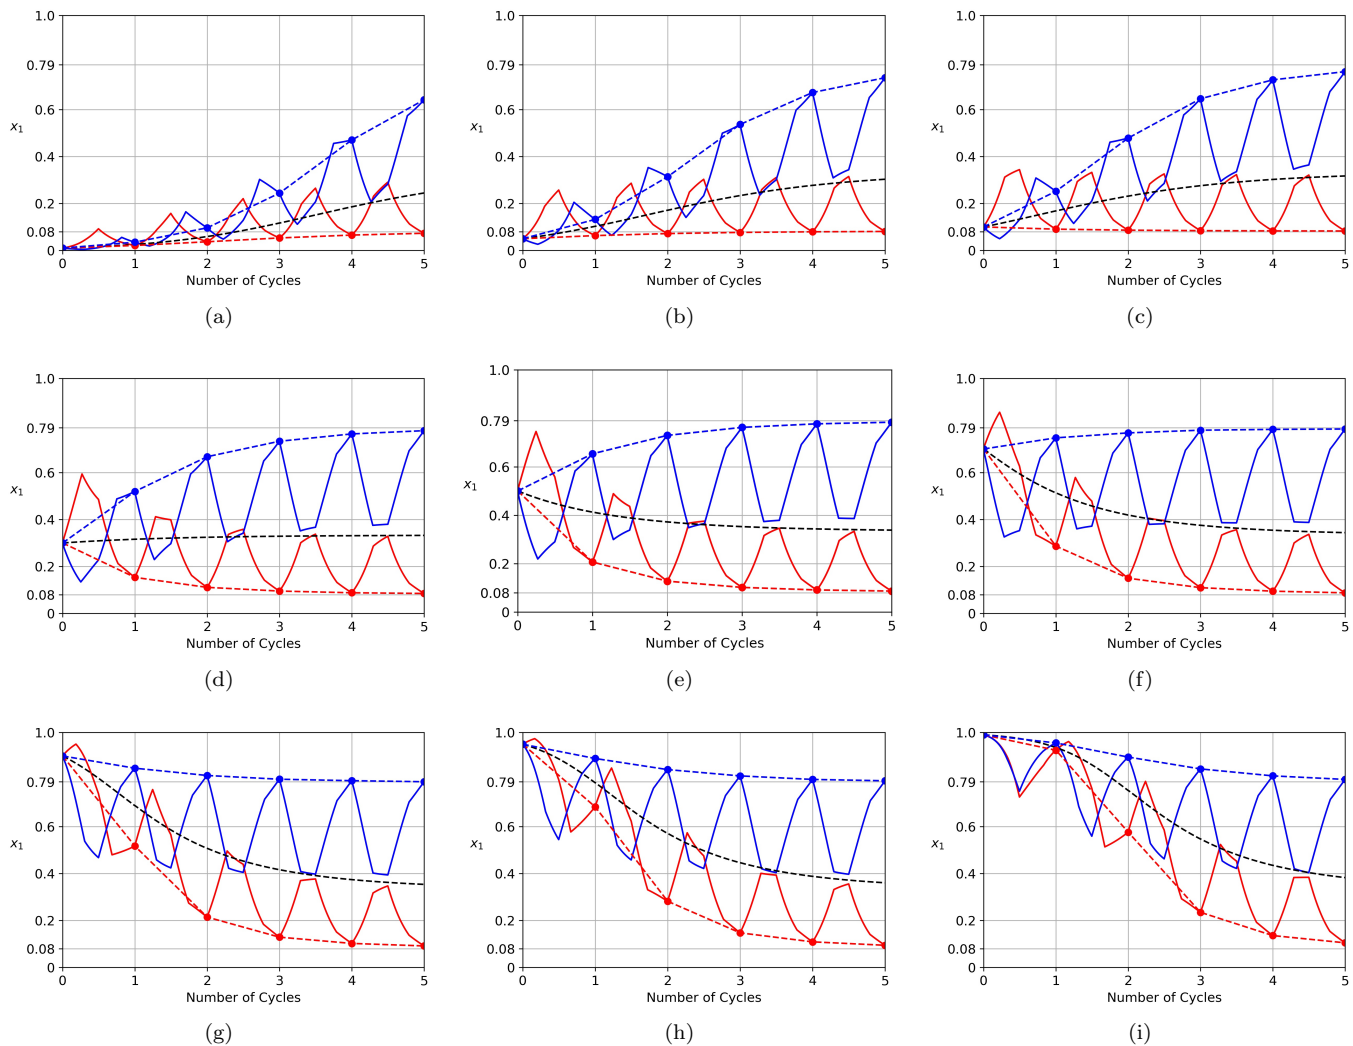 1.0 1.0 1.0
0.79 0.79 0.79
0.6 0.6 0.6
x₁ x₁ x₁
0.4 0.4 0.4
0.2 0.2 0.2
0.08 0.08 0.08
0 0 0
0 1 2 3 4 5 0 1 2 3 4 5 0 1 2 3 4 5
Number of Cycles Number of Cycles Number of Cycles
(a) (b) (c)
1.0 1.0 1.0
0.79 0.79 0.79
0.6 0.6 0.6
x₁ x₁ x₁
0.4 0.4 0.4
0.2 0.2 0.2
0.08 0.08 0.08
0 0 0
0 1 2 3 4 5 0 1 2 3 4 5 0 1 2 3 4 5
Number of Cycles Number of Cycles Number of Cycles
(d) (e) (f)
1.0 1.0 1.0
0.79 0.79 0.79
0.6 0.6 0.6
x₁ x₁ x₁
0.4 0.4 0.4
0.2 0.2 0.2
0.08 0.08 0.08
0 0 0
0 1 2 3 4 5 0 1 2 3 4 5 0 1 2 3 4 5
Number of Cycles Number of Cycles Number of Cycles
(g) (h) (i)